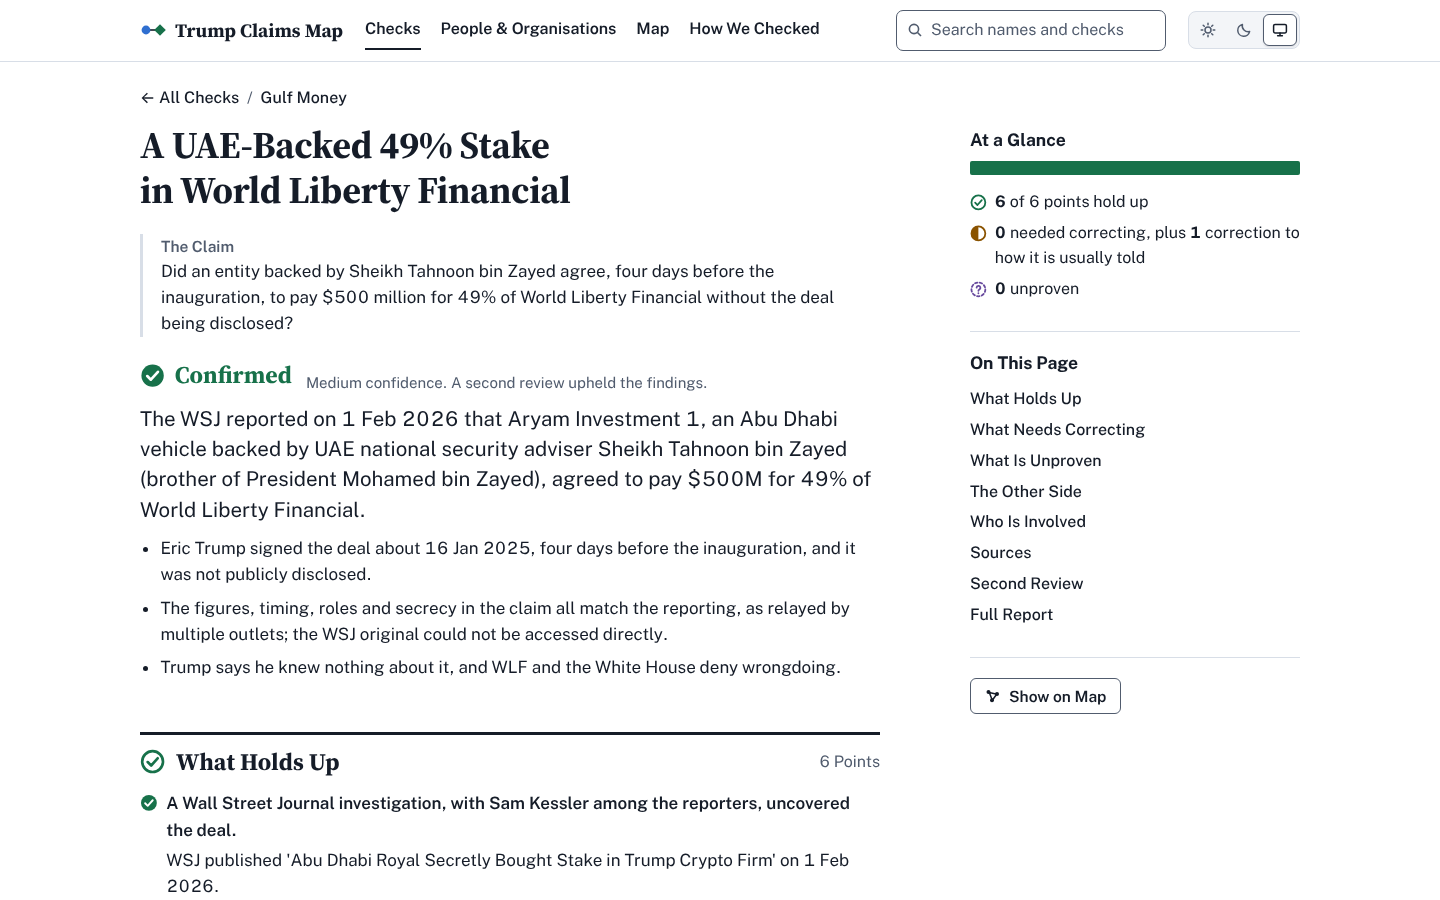 Trump Claims Map
Checks
People & Organisations
Map
How We Checked
Search names and checks
← All Checks / Gulf Money
A UAE-Backed 49% Stake
in World Liberty Financial
The Claim
Did an entity backed by Sheikh Tahnoon bin Zayed agree, four days before the
inauguration, to pay $500 million for 49% of World Liberty Financial without the deal
being disclosed?
Confirmed
Medium confidence. A second review upheld the findings.
The WSJ reported on 1 Feb 2026 that Aryam Investment 1, an Abu Dhabi
vehicle backed by UAE national security adviser Sheikh Tahnoon bin Zayed
(brother of President Mohamed bin Zayed), agreed to pay $500M for 49% of
World Liberty Financial.
• Eric Trump signed the deal about 16 Jan 2025, four days before the inauguration, and it
was not publicly disclosed.
• The figures, timing, roles and secrecy in the claim all match the reporting, as relayed by
multiple outlets; the WSJ original could not be accessed directly.
• Trump says he knew nothing about it, and WLF and the White House deny wrongdoing.
What Holds Up
6 Points
A Wall Street Journal investigation, with Sam Kessler among the reporters, uncovered
the deal.
WSJ published 'Abu Dhabi Royal Secretly Bought Stake in Trump Crypto Firm' on 1 Feb
2026.
At a Glance
6 of 6 points hold up
0 needed correcting, plus 1 correction to
how it is usually told
0 unproven
On This Page
What Holds Up
What Needs Correcting
What Is Unproven
The Other Side
Who Is Involved
Sources
Second Review
Full Report
Show on Map